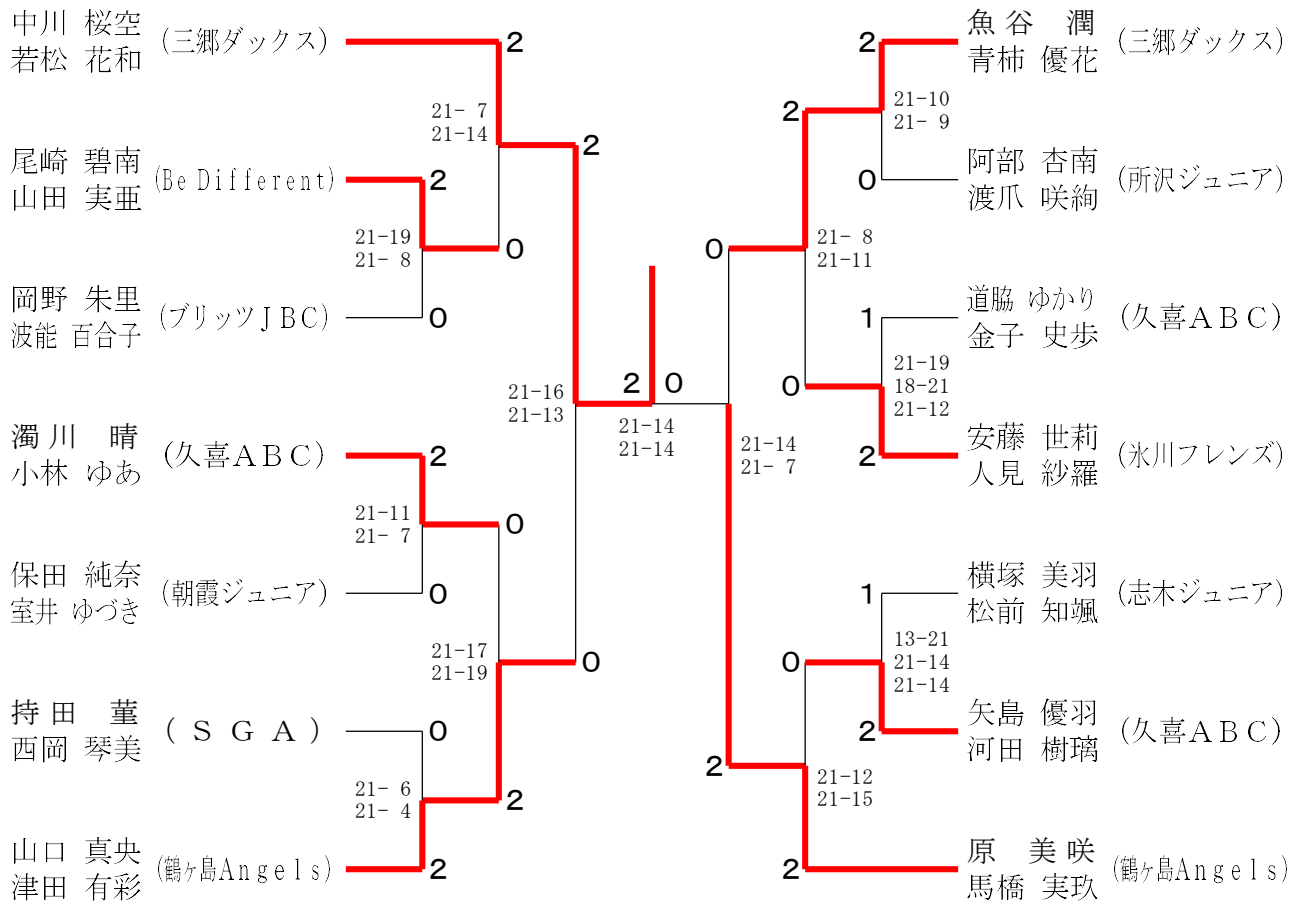 中川 桜空
若松 花和
(三郷ダックス)
2
21- 7
21-14
2
尾崎 碧南
山田 実亜
(Be Different)
2
21-19
21- 8
0
岡野 朱里
波能 百合子
(ブリッツＪＢＣ)
0
21-16
21-13
濁川 晴
小林 ゆあ
(久喜ＡＢＣ)
2
21-11
21- 7
0
保田 純奈
室井 ゆづき
(朝霞ジュニア)
0
21-17
21-19
0
持田 菫
西岡 琴美
(ＳＧＡ)
0
21- 6
21- 4
2
山口 真央
津田 有彩
(鶴ヶ島Angels)
2
2 0
21-14
21-14
魚谷 潤
青柿 優花
(三郷ダックス)
2
21-10
21- 9
2
阿部 杏南
渡爪 咲絢
(所沢ジュニア)
0
0
21- 8
21-11
道脇 ゆかり
金子 史歩
(久喜ＡＢＣ)
1
21-19
18-21
21-12
0
安藤 世莉
人見 紗羅
(氷川フレンズ)
2
21-14
21- 7
横塚 美羽
松前 知颯
(志木ジュニア)
1
13-21
21-14
21-14
0
矢島 優羽
河田 樹璃
(久喜ＡＢＣ)
2
2
21-12
21-15
原 美咲
馬橋 実玖
(鶴ヶ島Angels)
2